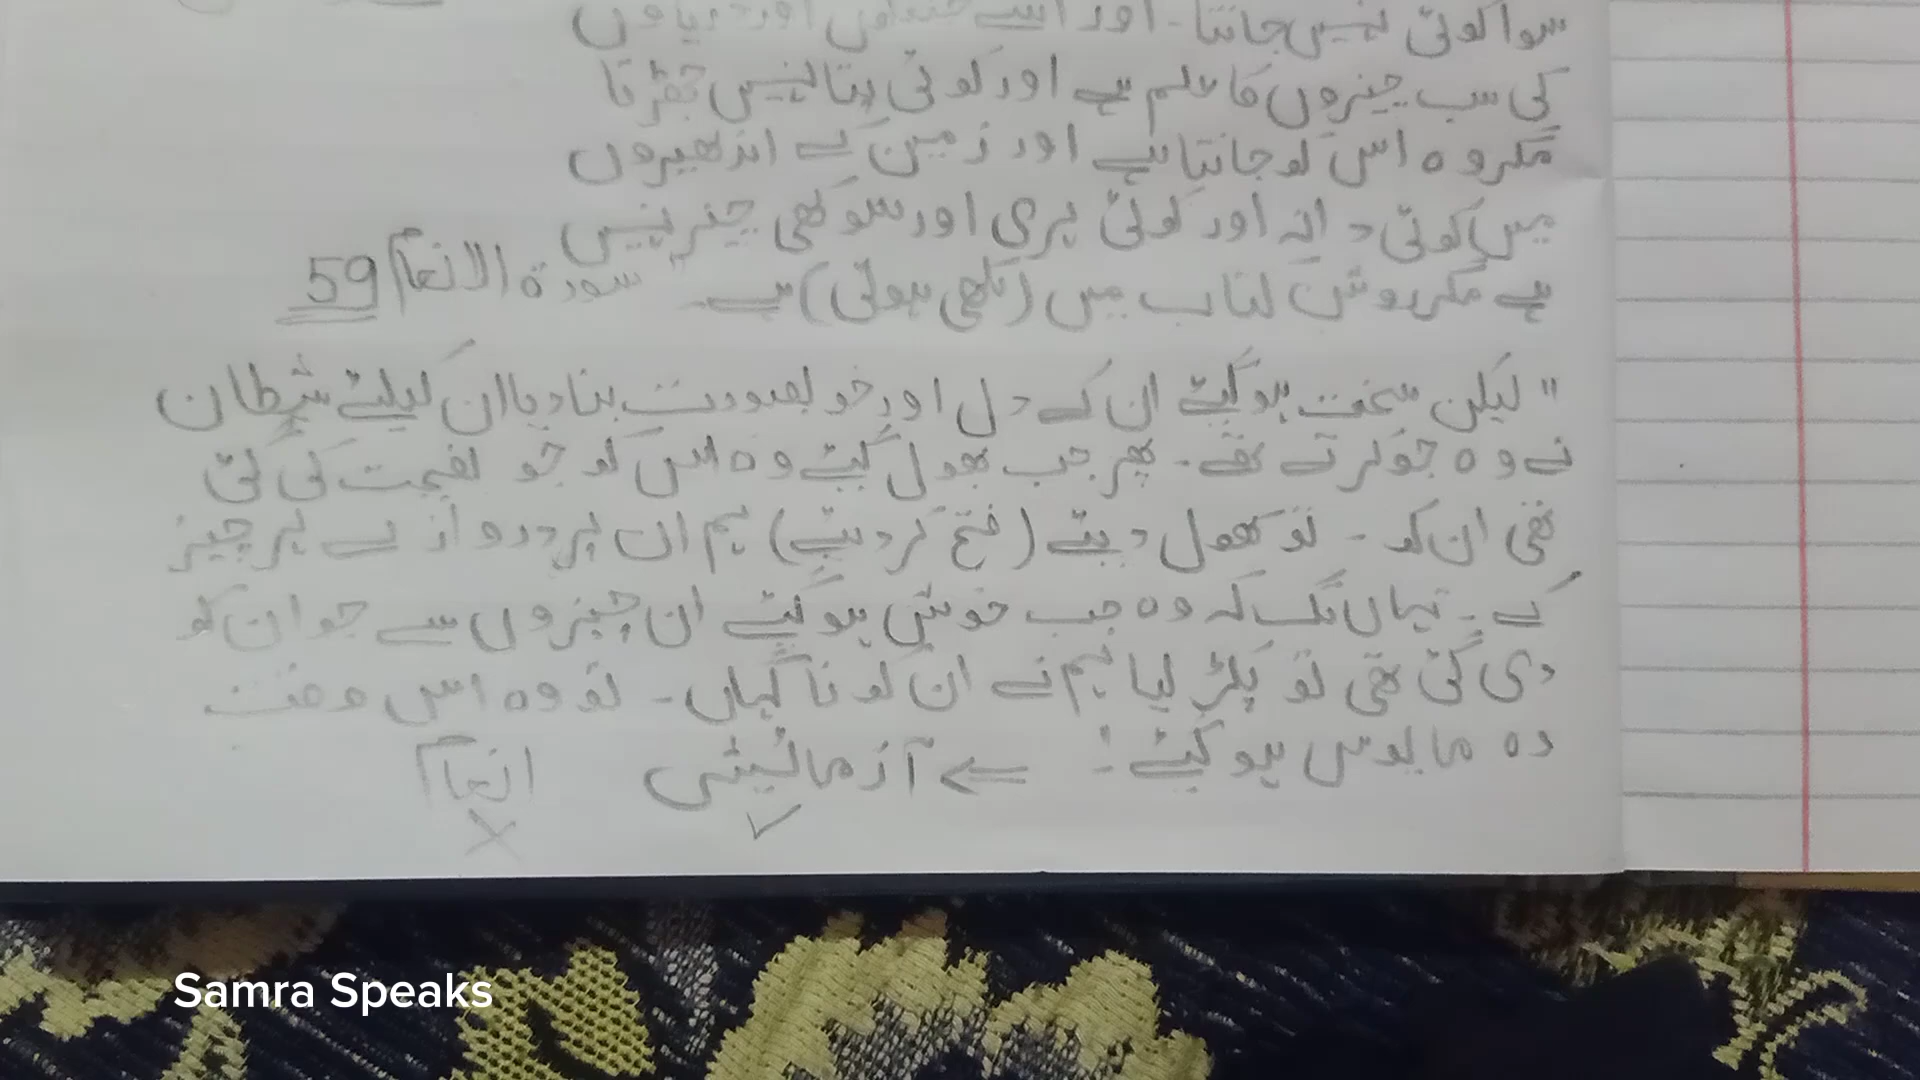 سوا کوئی نہیں جانتا۔ اور اسے جنگلوں اور دریاؤں
کی سب چیزوں کا علم ہے اور کوئی پتا نہیں جھڑتا
مگر وہ اس کو جانتا ہے اور زمین کے اندھیروں
میں کوئی دانہ اور کوئی ہری اور سوکھی چیز نہیں
ہے مگر روشن کتاب میں (لکھی ہوئی) ہے۔" سورۃ الانعام 59
" لیکن سخت ہوگئے ان کے دل اور خوبصورت بنا دیا ان کیلئے شیطان
نے وہ جو کرتے تھے۔ پھر جب بھول گئے وہ اس کو جو نصیحت کی گئی
تھی ان کو ۔ تو کھول دیئے (فتح کر دیئے) ہم ان پر دروازے ہر چیز
کے۔ یہاں تک کہ وہ جب خوش ہوگئے ان چیزوں سے جو ان کو
دی گئی تھی تو پکڑ لیا ہم نے ان کو ناگہاں۔ تو وہ اس وقت
وہ مایوس ہو گئے! ⇐ آزمائیش انعام
Samra Speaks